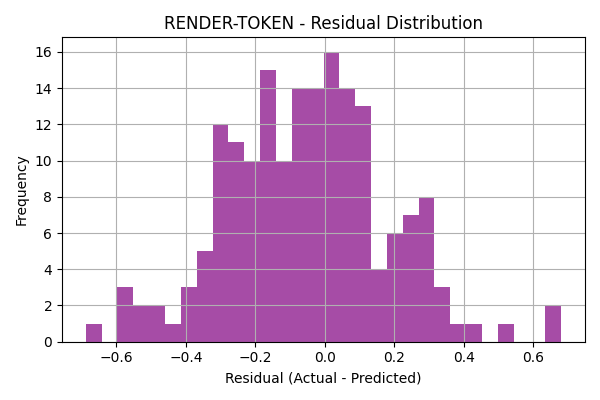 RENDER-TOKEN - Residual Distribution
Frequency
16
14
12
10
8
6
4
2
0
−0.6 −0.4 −0.2 0.0 0.2 0.4 0.6
Residual (Actual - Predicted)